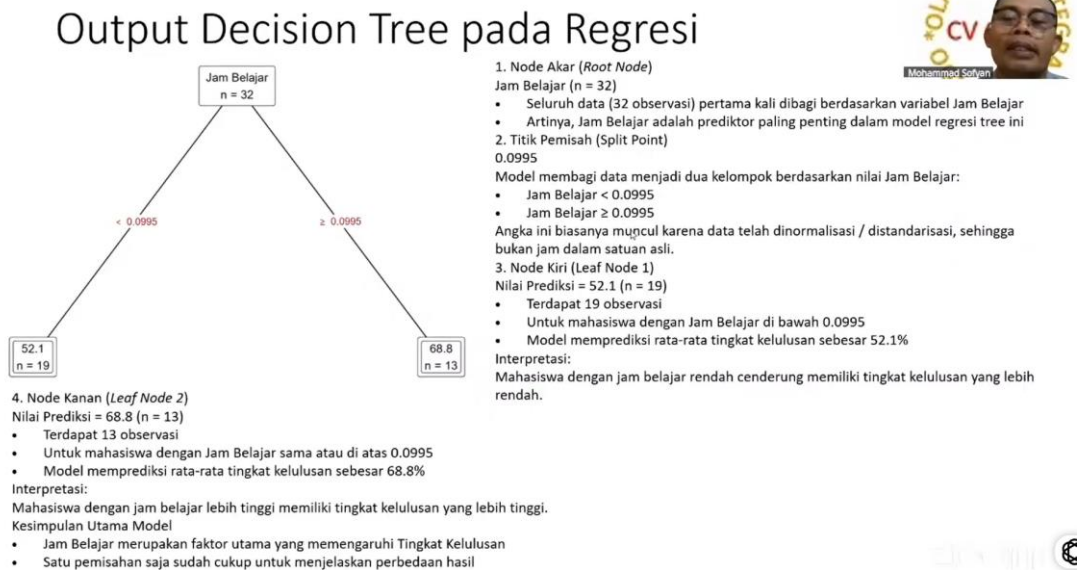 Output Decision Tree pada Regresi
CV
Mohammad Sofyan
Jam Belajar
n = 32
< 0.0995
≥ 0.0995
52.1
n = 19
68.8
n = 13
1. Node Akar (Root Node)
Jam Belajar (n = 32)
• Seluruh data (32 observasi) pertama kali dibagi berdasarkan variabel Jam Belajar
• Artinya, Jam Belajar adalah prediktor paling penting dalam model regresi tree ini
2. Titik Pemisah (Split Point)
0.0995
Model membagi data menjadi dua kelompok berdasarkan nilai Jam Belajar:
• Jam Belajar < 0.0995
• Jam Belajar ≥ 0.0995
Angka ini biasanya muncul karena data telah dinormalisasi / distandarisasi, sehingga
bukan jam dalam satuan asli.
3. Node Kiri (Leaf Node 1)
Nilai Prediksi = 52.1 (n = 19)
• Terdapat 19 observasi
• Untuk mahasiswa dengan Jam Belajar di bawah 0.0995
• Model memprediksi rata-rata tingkat kelulusan sebesar 52.1%
Interpretasi:
Mahasiswa dengan jam belajar rendah cenderung memiliki tingkat kelulusan yang lebih
rendah.
4. Node Kanan (Leaf Node 2)
Nilai Prediksi = 68.8 (n = 13)
• Terdapat 13 observasi
• Untuk mahasiswa dengan Jam Belajar sama atau di atas 0.0995
• Model memprediksi rata-rata tingkat kelulusan sebesar 68.8%
Interpretasi:
Mahasiswa dengan jam belajar lebih tinggi memiliki tingkat kelulusan yang lebih tinggi.
Kesimpulan Utama Model
• Jam Belajar merupakan faktor utama yang memengaruhi Tingkat Kelulusan
• Satu pemisahan saja sudah cukup untuk menjelaskan perbedaan hasil